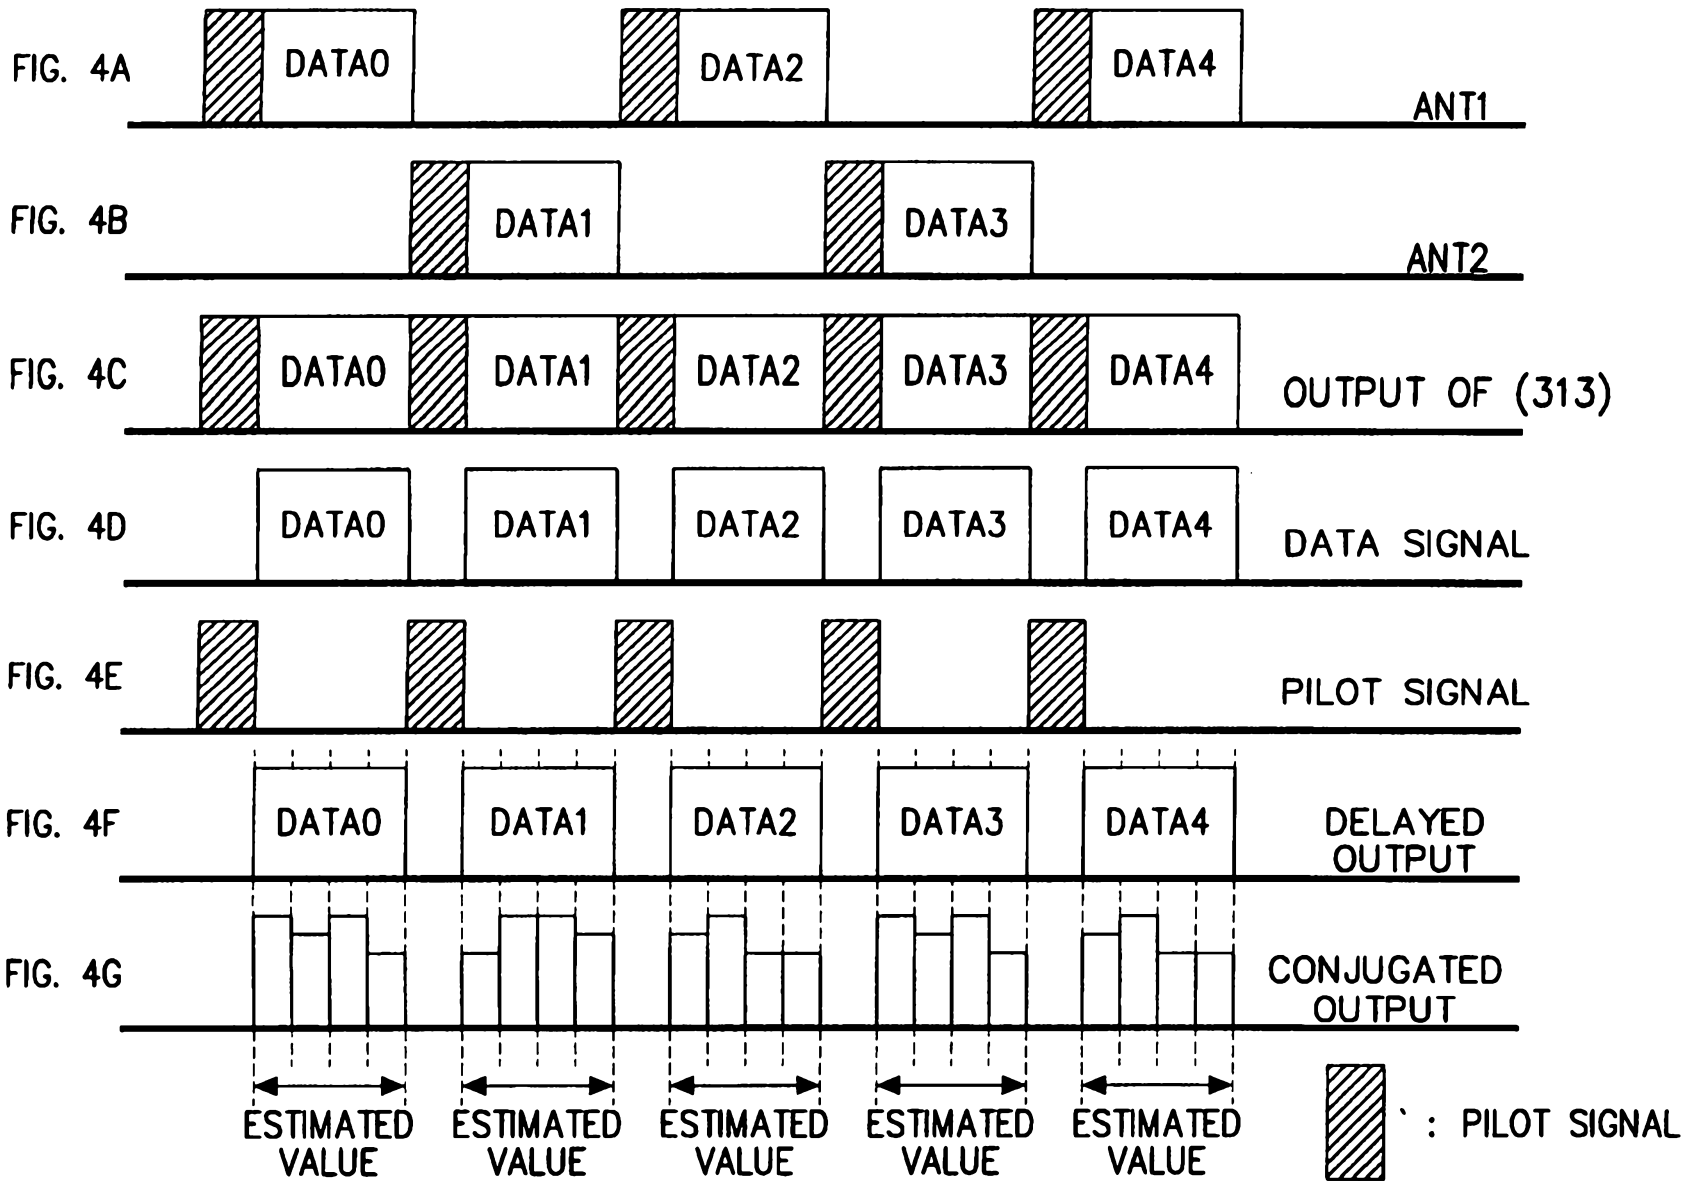 FIG. 4A DATA0 DATA2 DATA4 ANT1
FIG. 4B DATA1 DATA3 ANT2
FIG. 4C DATA0 DATA1 DATA2 DATA3 DATA4 OUTPUT OF (313)
FIG. 4D DATA0 DATA1 DATA2 DATA3 DATA4 DATA SIGNAL
FIG. 4E PILOT SIGNAL
FIG. 4F DATA0 DATA1 DATA2 DATA3 DATA4 DELAYED
OUTPUT
FIG. 4G CONJUGATED
OUTPUT
ESTIMATED ESTIMATED ESTIMATED ESTIMATED ESTIMATED
VALUE VALUE VALUE VALUE VALUE
: PILOT SIGNAL